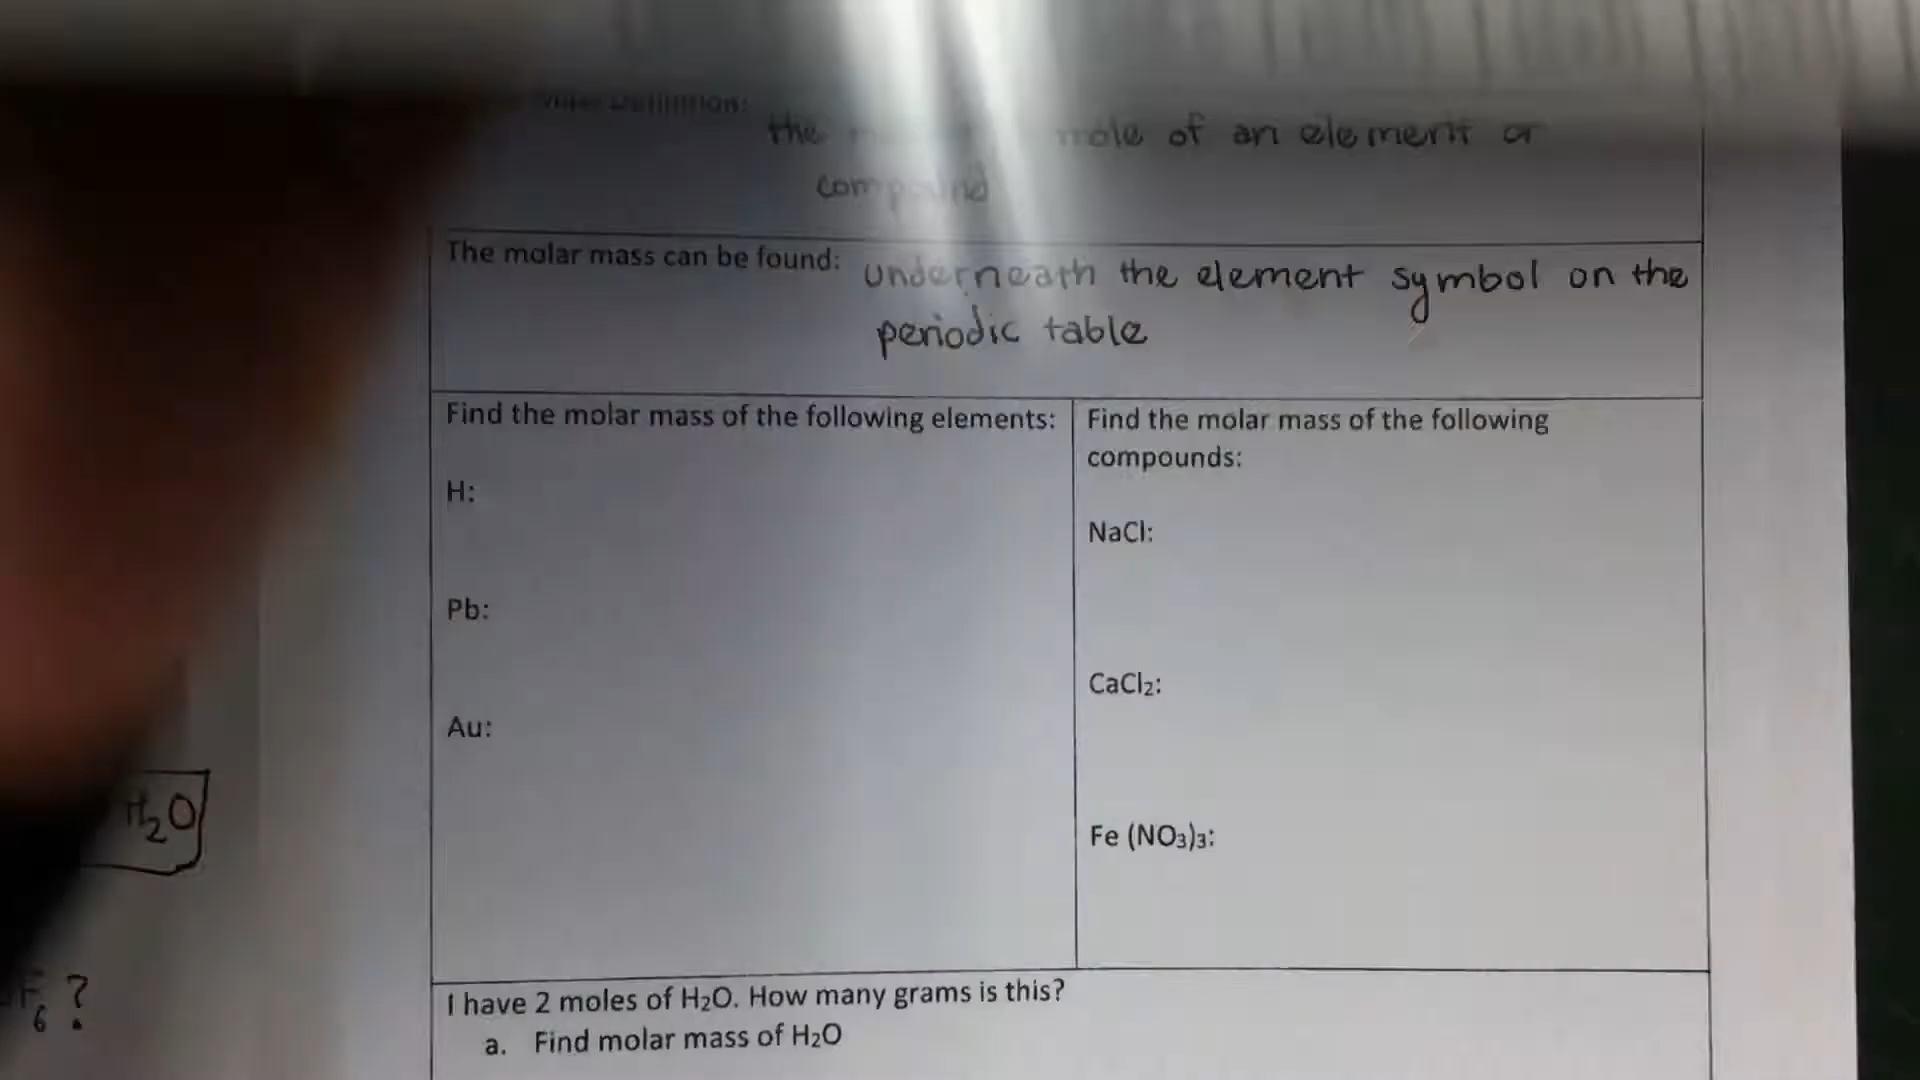 Definition:
the mole of an element or
compound
The molar mass can be found: underneath the element symbol on the
periodic table
Find the molar mass of the following elements:
H:
Pb:
Au:
Find the molar mass of the following
compounds:
NaCl:
CaCl₂:
Fe (NO₃)₃:
H₂O
F₆ ?
I have 2 moles of H₂O. How many grams is this?
a. Find molar mass of H₂O